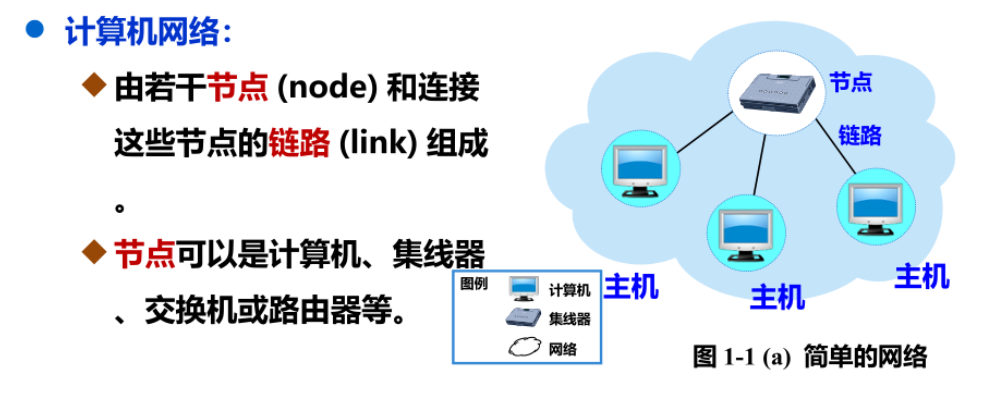 计算机网络：
由若干节点 (node) 和连接
这些节点的链路 (link) 组成
。
节点可以是计算机、集线器
、交换机或路由器等。
节点
链路
主机
主机
主机
图例
计算机
集线器
网络
图 1-1 (a) 简单的网络